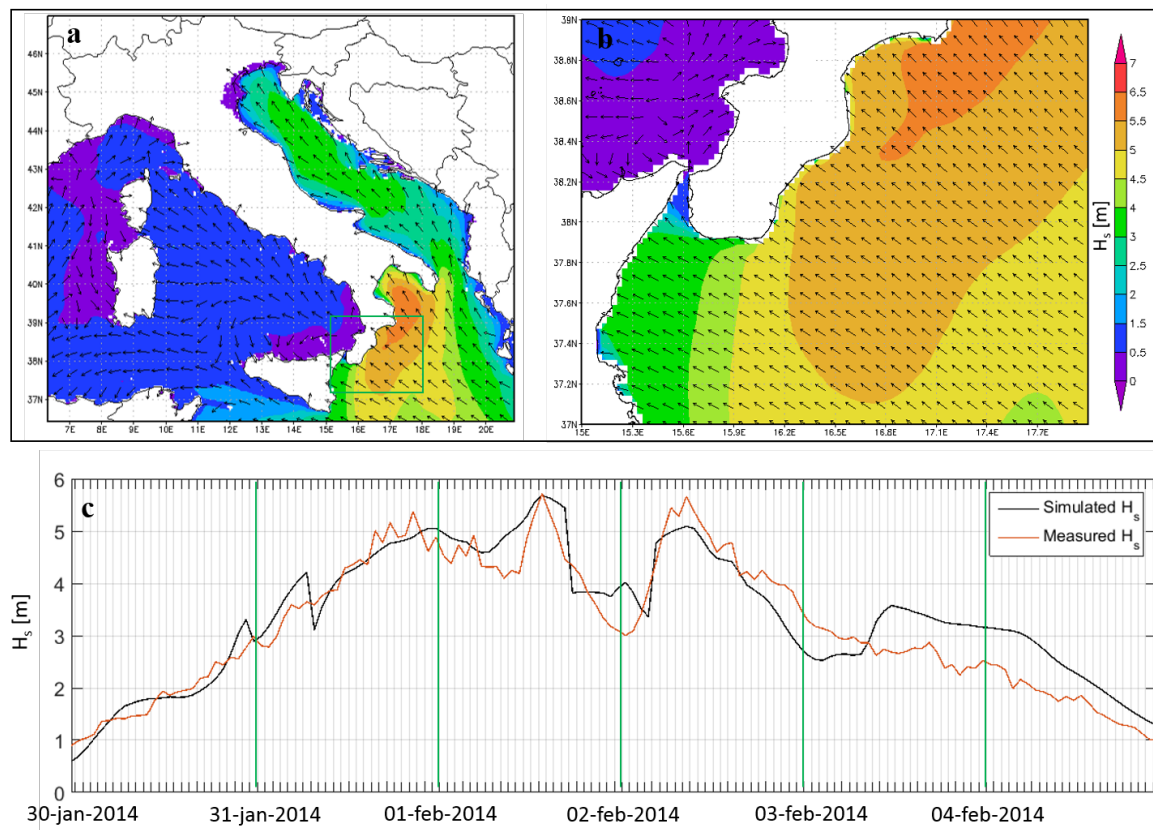 a
46N
45N
44N
43N
42N
41N
40N
39N
38N
37N
7E 8E 9E 10E 11E 12E 13E 14E 15E 16E 17E 18E 19E 20E
b
39N
38.8N
38.6N
38.4N
38.2N
38N
37.8N
37.6N
37.4N
37.2N
37N
15E 15.3E 15.6E 15.9E 16.2E 16.5E 16.8E 17.1E 17.4E 17.7E
7
6.5
6
5.5
5
4.5
4
3
2.5
2
1.5
1
0.5
0
Hs [m]
c
Simulated Hs
Measured Hs
Hs [m]
6
5
4
3
2
1
0
30-jan-2014 31-jan-2014 01-feb-2014 02-feb-2014 03-feb-2014 04-feb-2014